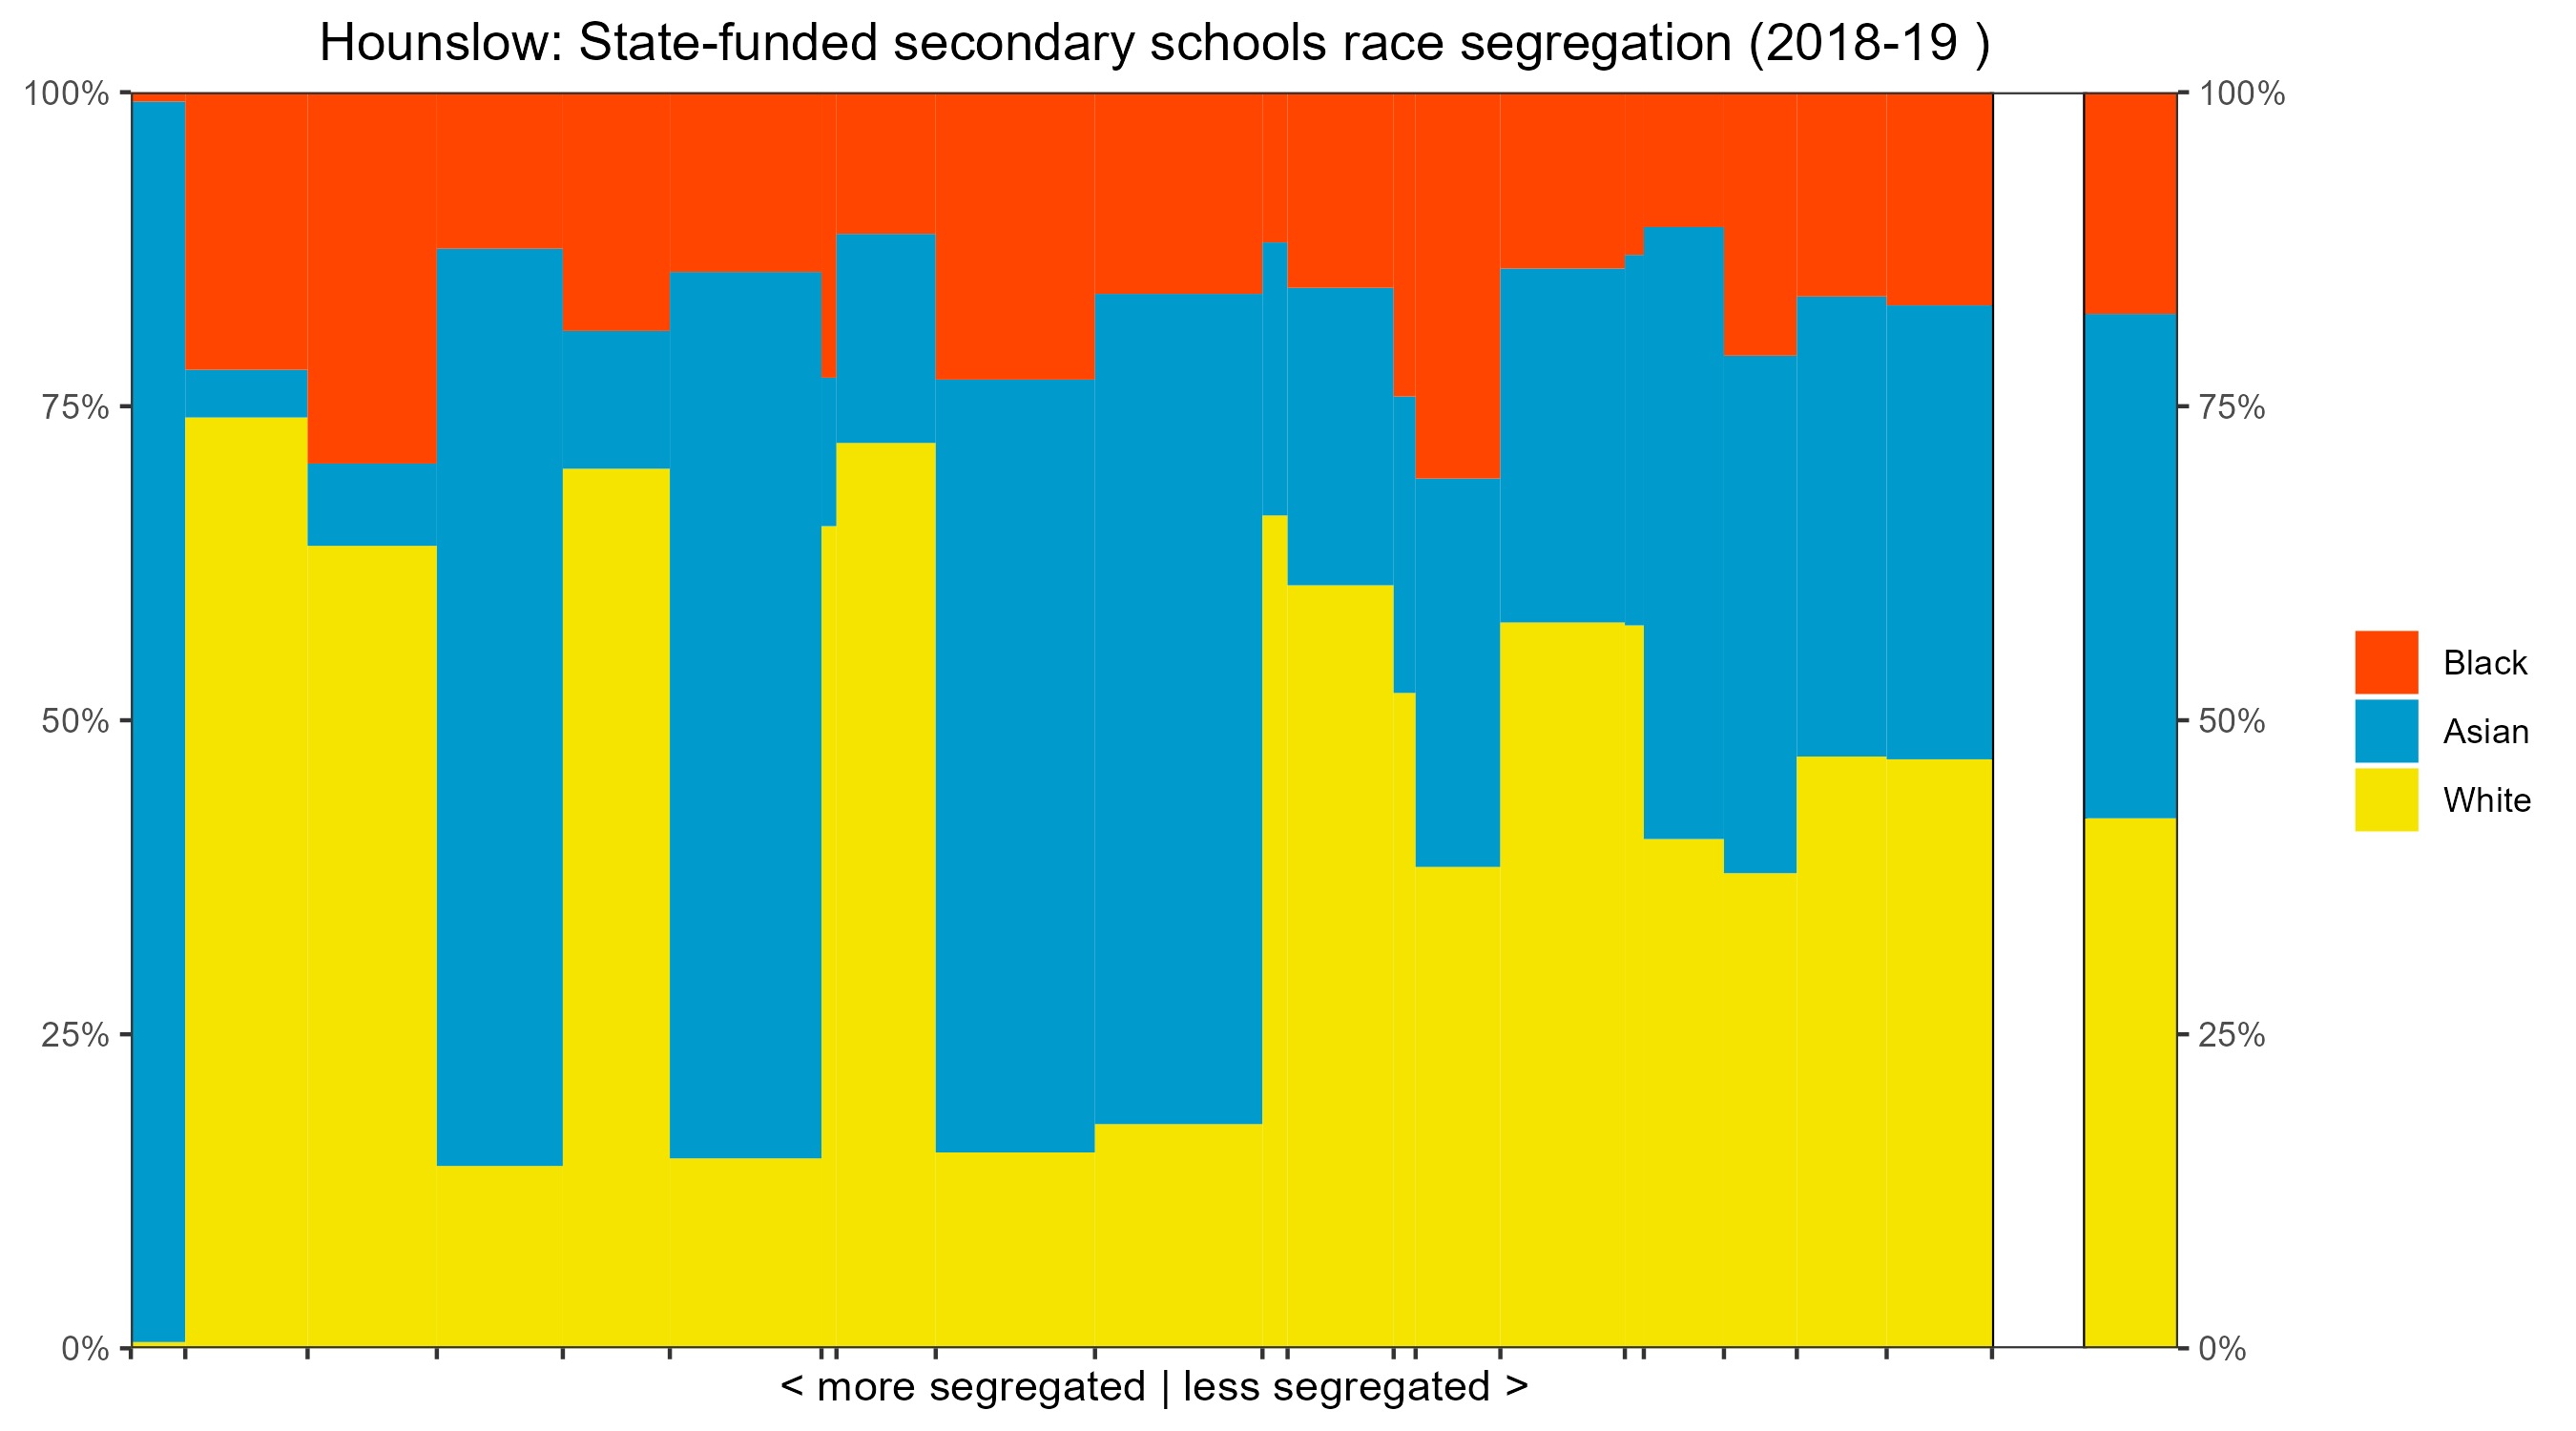 Hounslow: State-funded secondary schools race segregation (2018-19 )
100%
75%
50%
25%
0%
100%
75%
50%
25%
0%
Black
Asian
White
< more segregated | less segregated >